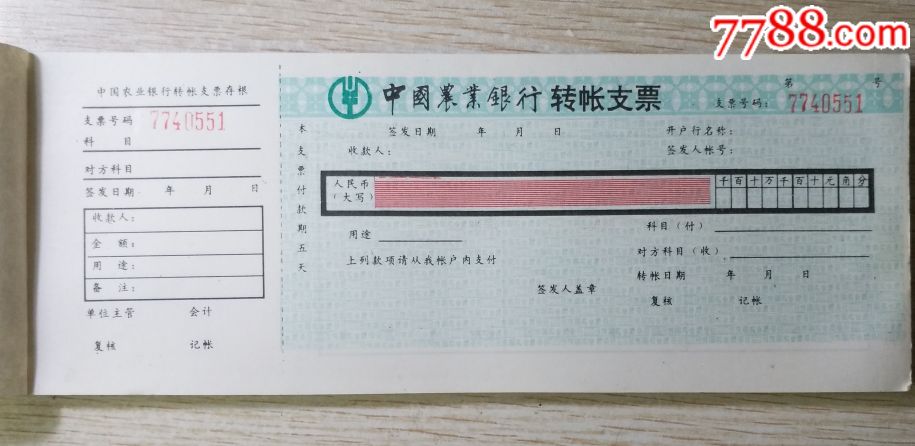 7788.com
中国农业银行转帐支票存根
支票号码 7740551
科　目
对方科目
签发日期　年　月　日
收款人：
金　额：
用　途：
备　注：
单位主管　会计
复核　记帐
本支票付款期五天
中國農業銀行 转帐支票
第　号
支票号码： 7740551
签发日期　年　月　日
开户行名称：
收款人：
签发人帐号：
人民币
（大写）
千百十万千百十元角分
用途
科目（付）
对方科目（收）
上列款项请从我帐户内支付
转帐日期　年　月　日
签发人盖章
复核　记帐